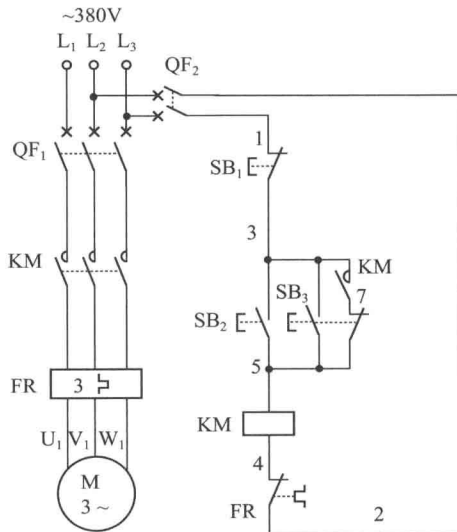 ~380V
L₁ L₂ L₃
QF₂
QF₁
1
SB₁
3
KM
KM
SB₃
7
SB₂
5
FR
3
KM
U₁ V₁ W₁
4
M
3 ~
FR
2